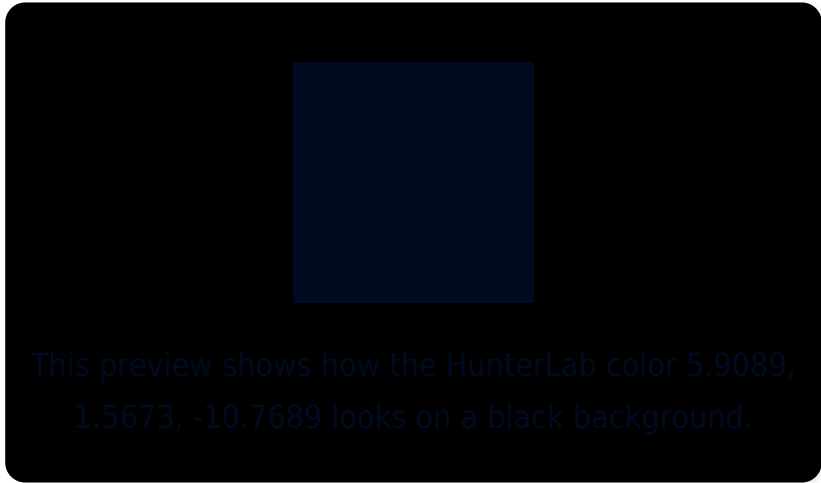 This preview shows how the HunterLab color 5.9089,
1.5673, -10.7689 looks on a black background.